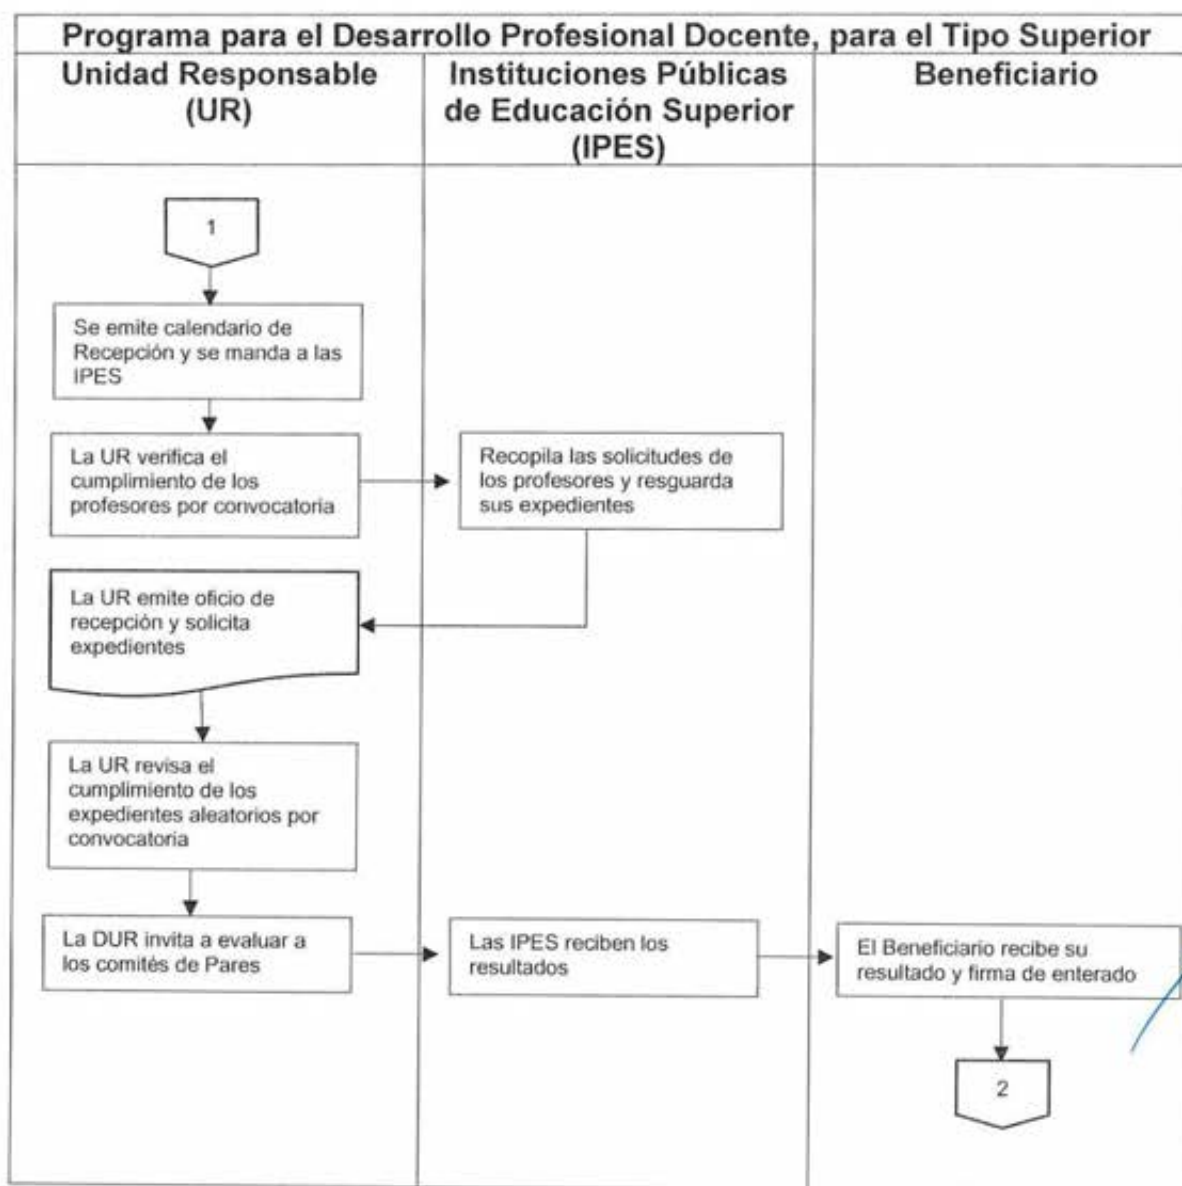 Programa para el Desarrollo Profesional Docente, para el Tipo Superior
Unidad Responsable
(UR)
Instituciones Públicas
de Educación Superior
(IPES)
Beneficiario
1
Se emite calendario de
Recepción y se manda a las
IPES
La UR verifica el
cumplimiento de los
profesores por convocatoria
Recopila las solicitudes de
los profesores y resguarda
sus expedientes
La UR emite oficio de
recepción y solicita
expedientes
La UR revisa el
cumplimiento de los
expedientes aleatorios por
convocatoria
La DUR invita a evaluar a
los comités de Pares
Las IPES reciben los
resultados
El Beneficiario recibe su
resultado y firma de enterado
2